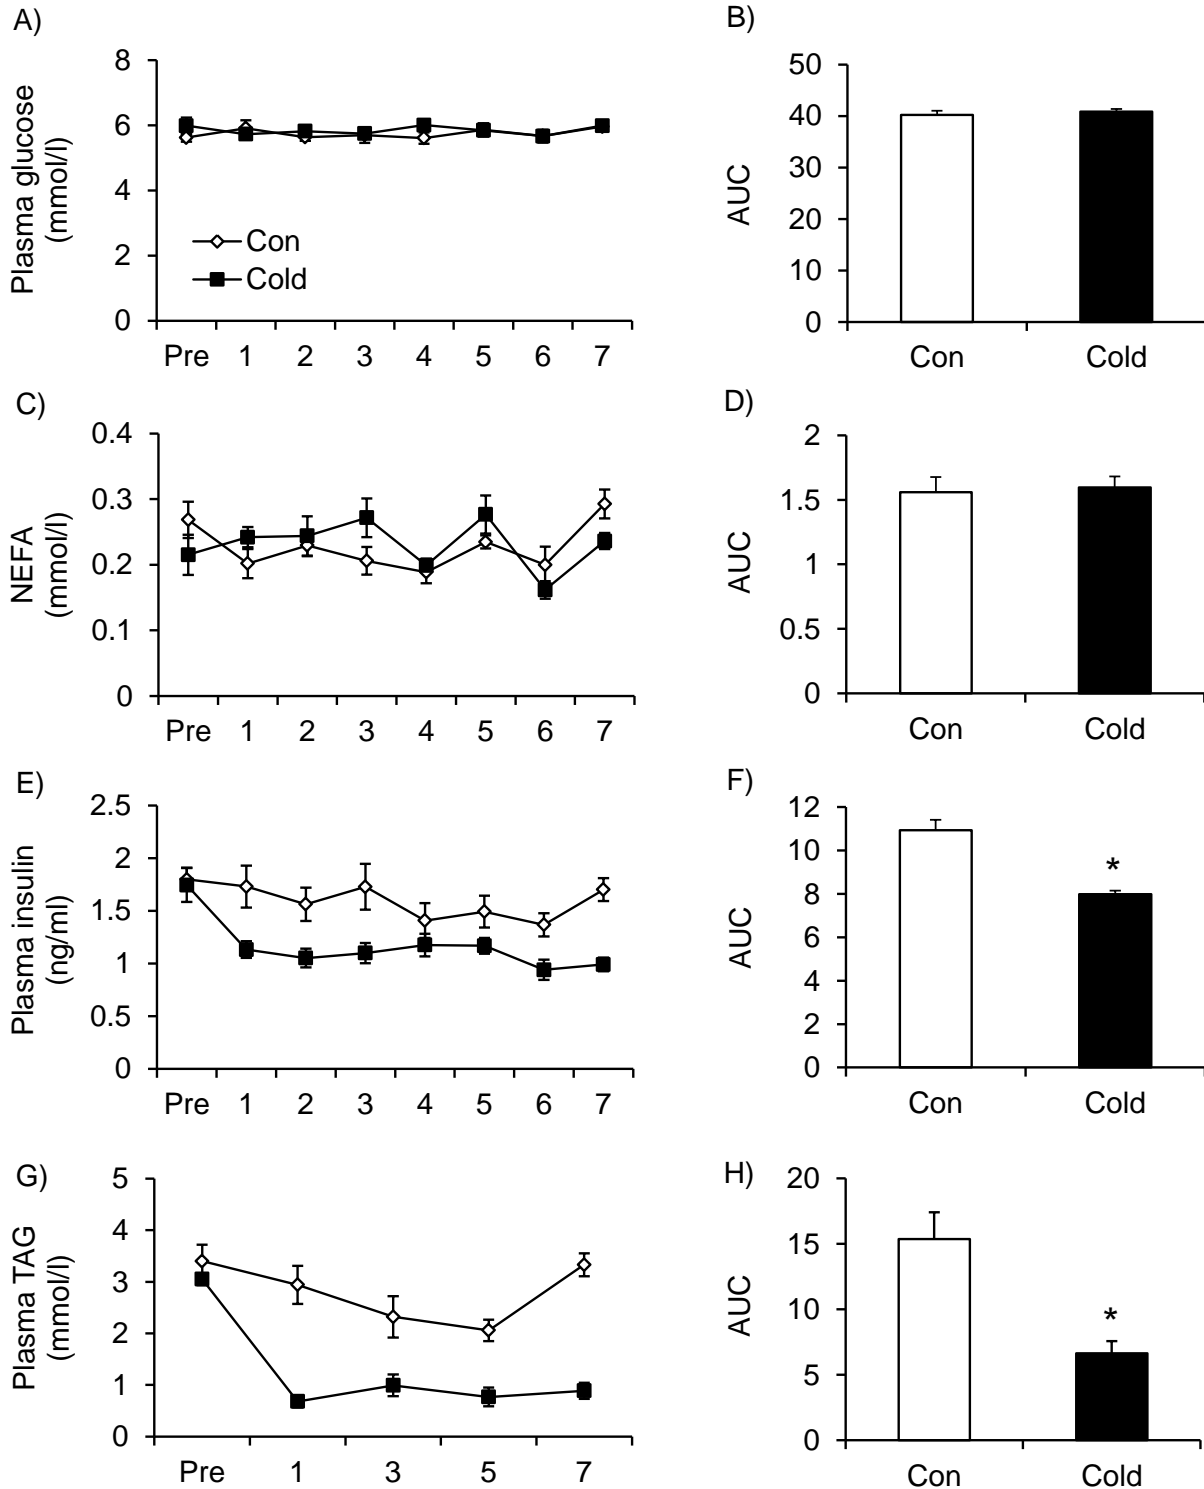 A)
Plasma glucose
(mmol/l)
8
6
4
2
0
Con
Cold
Pre 1 2 3 4 5 6 7
B)
AUC
50
40
30
20
10
0
Con Cold
C)
NEFA
(mmol/l)
0.4
0.3
0.2
0.1
0
Pre 1 2 3 4 5 6 7
D)
AUC
2
1.5
1
0.5
0
Con Cold
E)
Plasma insulin
(ng/ml)
2.5
2
1.5
1
0.5
0
Pre 1 2 3 4 5 6 7
F)
AUC
12
10
8
6
4
2
0
*
Con Cold
G)
Plasma TAG
(mmol/l)
5
4
3
2
1
0
Pre 1 3 5 7
H)
AUC
20
15
10
5
0
*
Con Cold